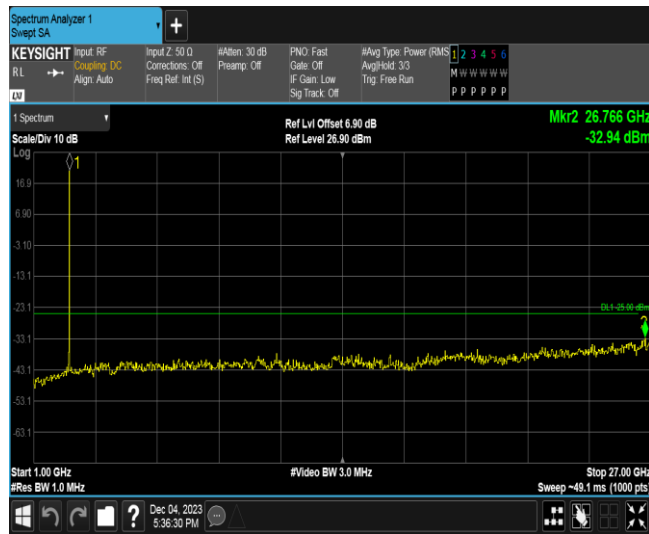 Spectrum Analyzer 1
Swept SA
+
KEYSIGHT
RL
LXI
Input: RF
Coupling: DC
Align: Auto
Input Z: 50 Ω
Corrections: Off
Freq Ref: Int (S)
#Atten: 30 dB
Preamp: Off
PNO: Fast
Gate: Off
IF Gain: Low
Sig Track: Off
#Avg Type: Power (RMS
Avg|Hold: 3/3
Trig: Free Run
1 2 3 4 5 6
M W W W W W
P P P P P P
1 Spectrum
Scale/Div 10 dB
Log
Ref Lvl Offset 6.90 dB
Ref Level 26.90 dBm
Mkr2 26.766 GHz
-32.94 dBm
1
16.9
6.90
-3.10
-13.1
-23.1
DL1 -25.00 dBm
2
-33.1
-43.1
-53.1
-63.1
Start 1.00 GHz
#Res BW 1.0 MHz
#Video BW 3.0 MHz
Stop 27.00 GHz
Sweep ~49.1 ms (1000 pts)
?
Dec 04, 2023
5:36:30 PM